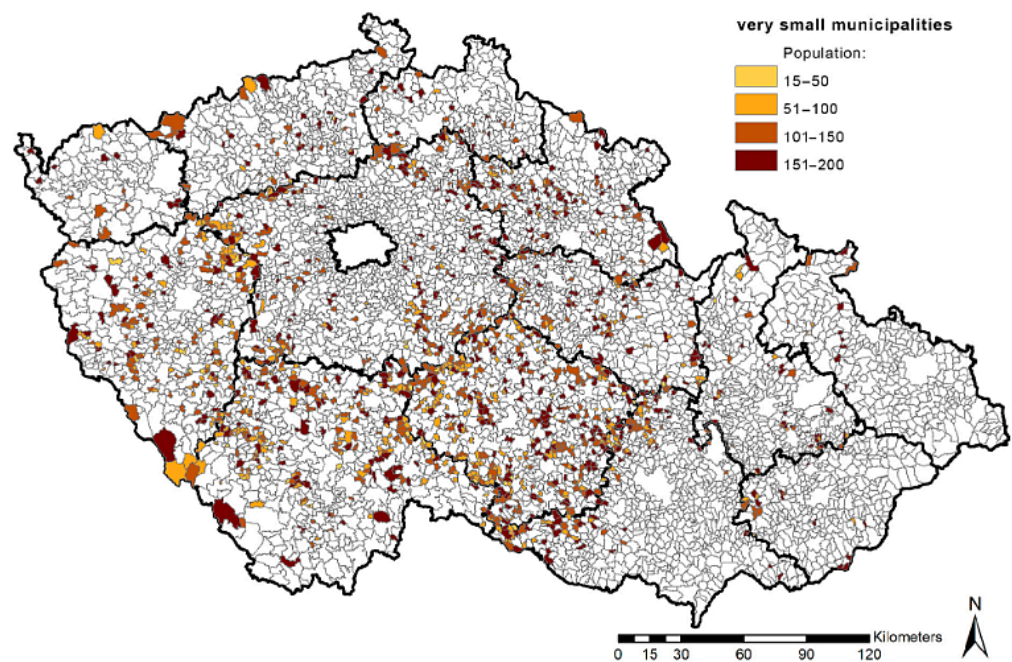 very small municipalities
Population:
15–50
51–100
101–150
151–200
N
Kilometers
0 15 30 60 90 120